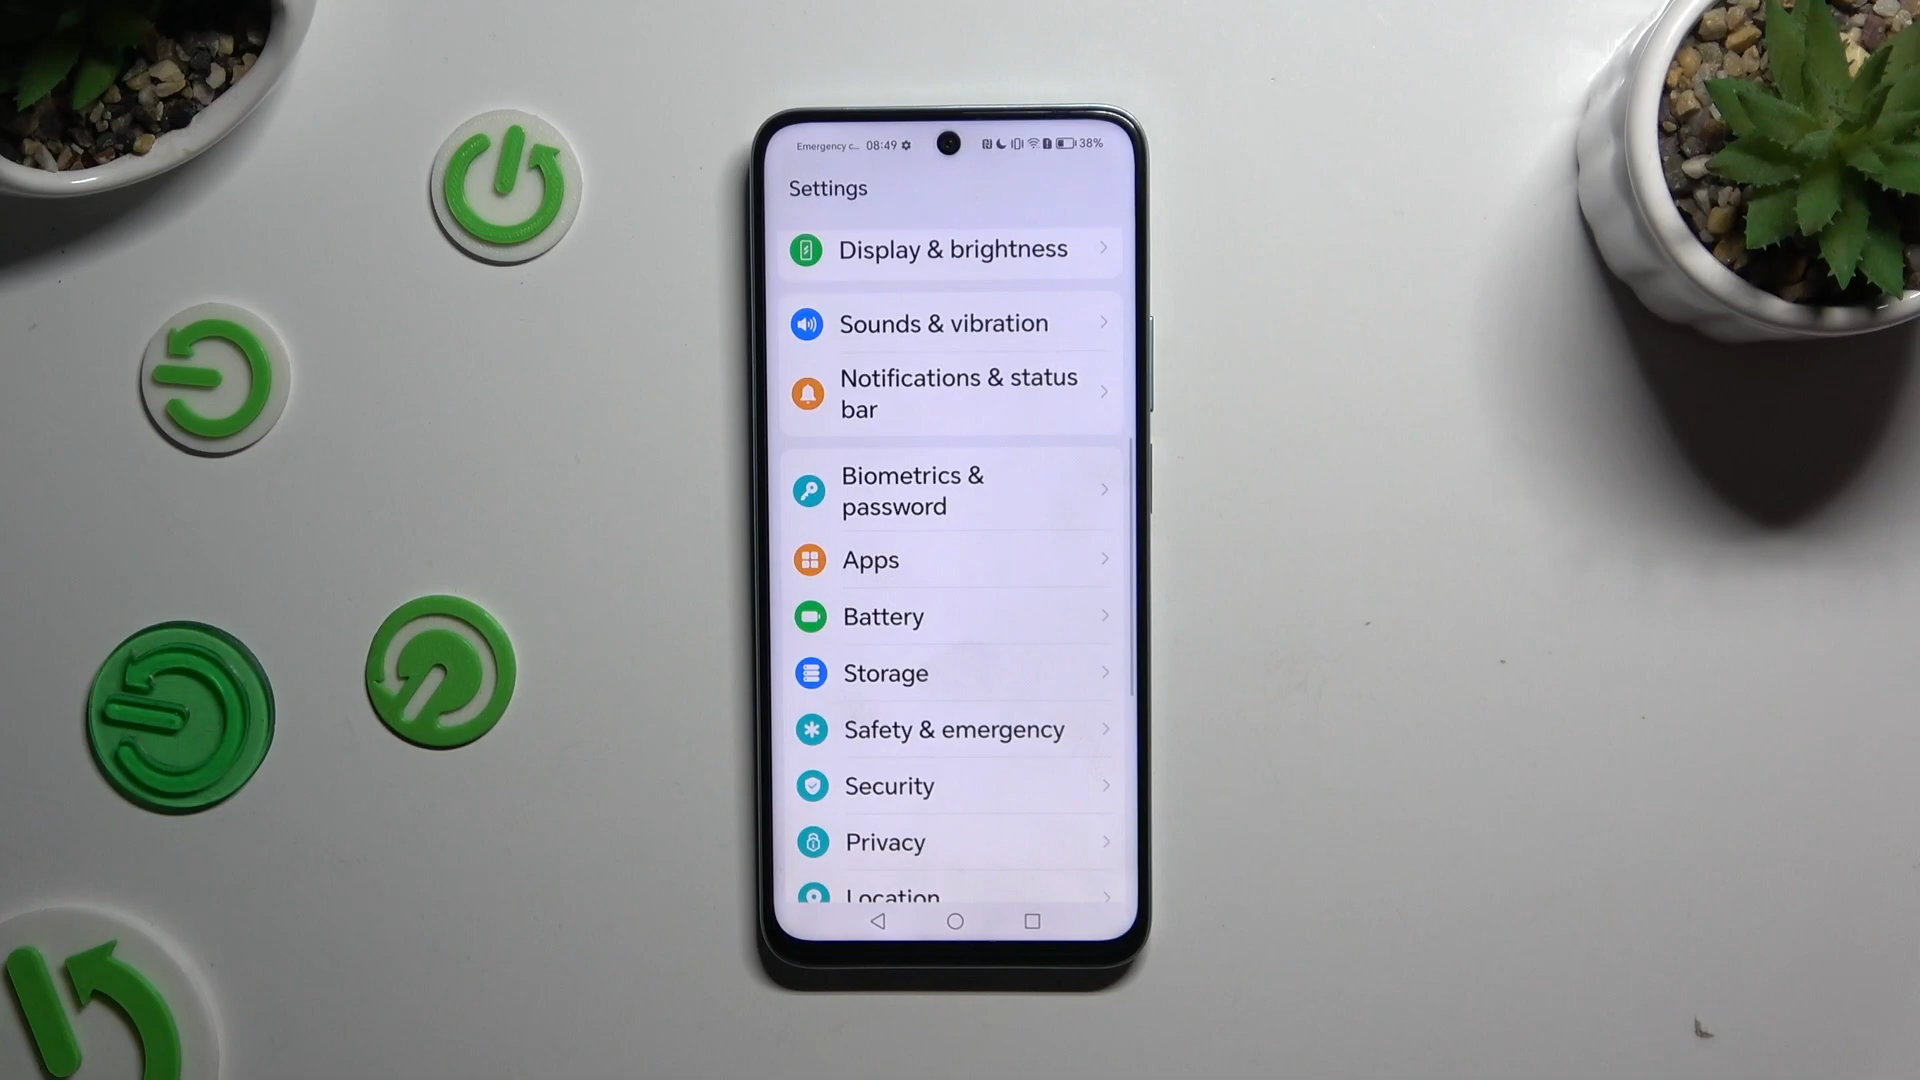 Emergency c... 08:49 38%
Settings
Display & brightness
Sounds & vibration
Notifications & status
bar
Biometrics &
password
Apps
Battery
Storage
Safety & emergency
Security
Privacy
Location